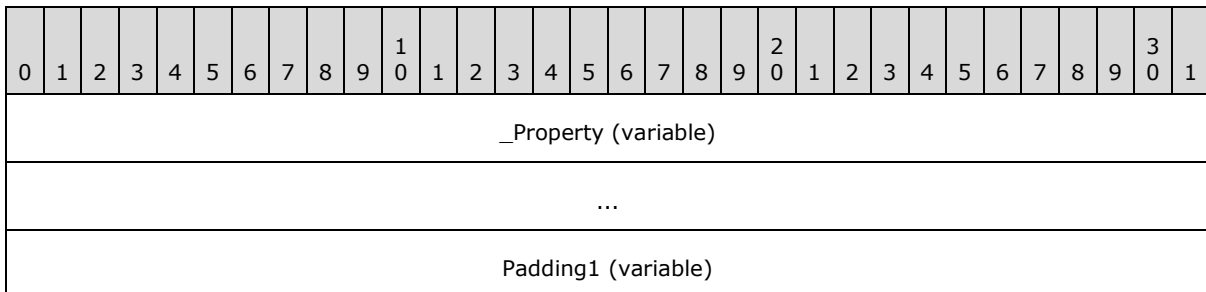 0 1 2 3 4 5 6 7 8 9 1 0 1 2 3 4 5 6 7 8 9 2 0 1 2 3 4 5 6 7 8 9 3 0 1
_Property (variable)
...
Padding1 (variable)